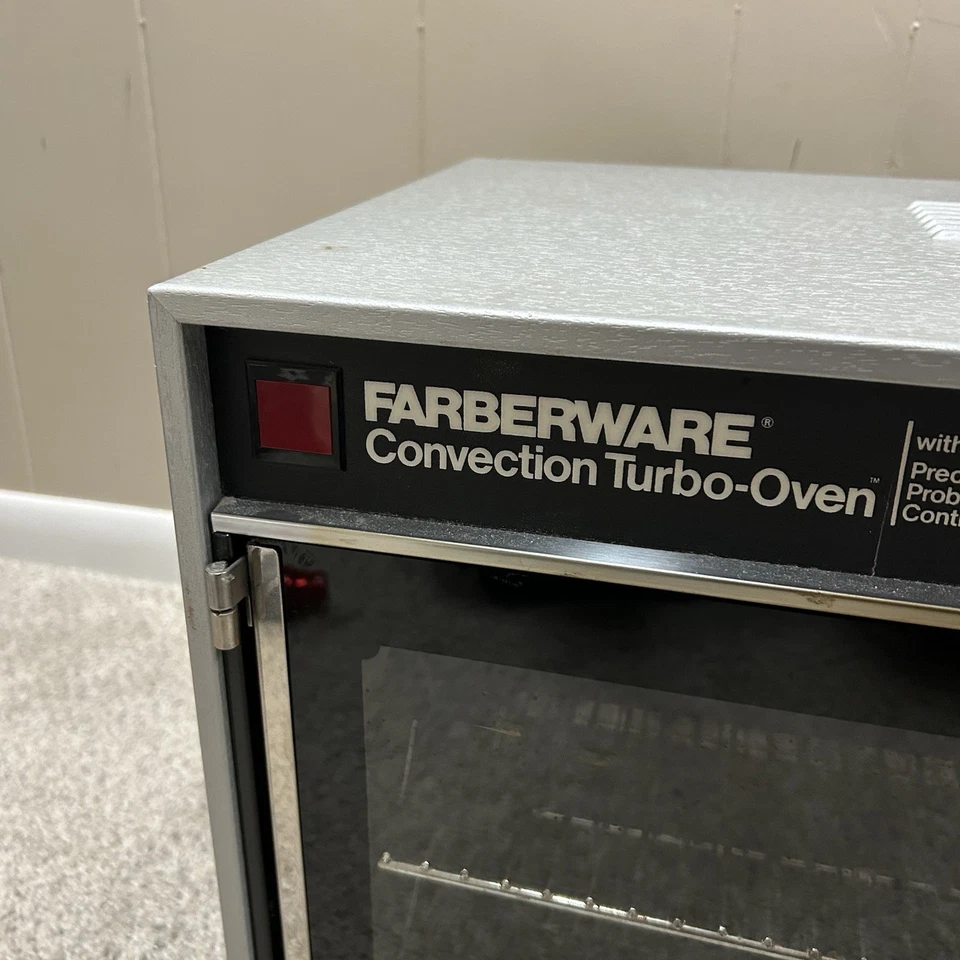 FARBERWARE®
Convection Turbo-Oven™
with